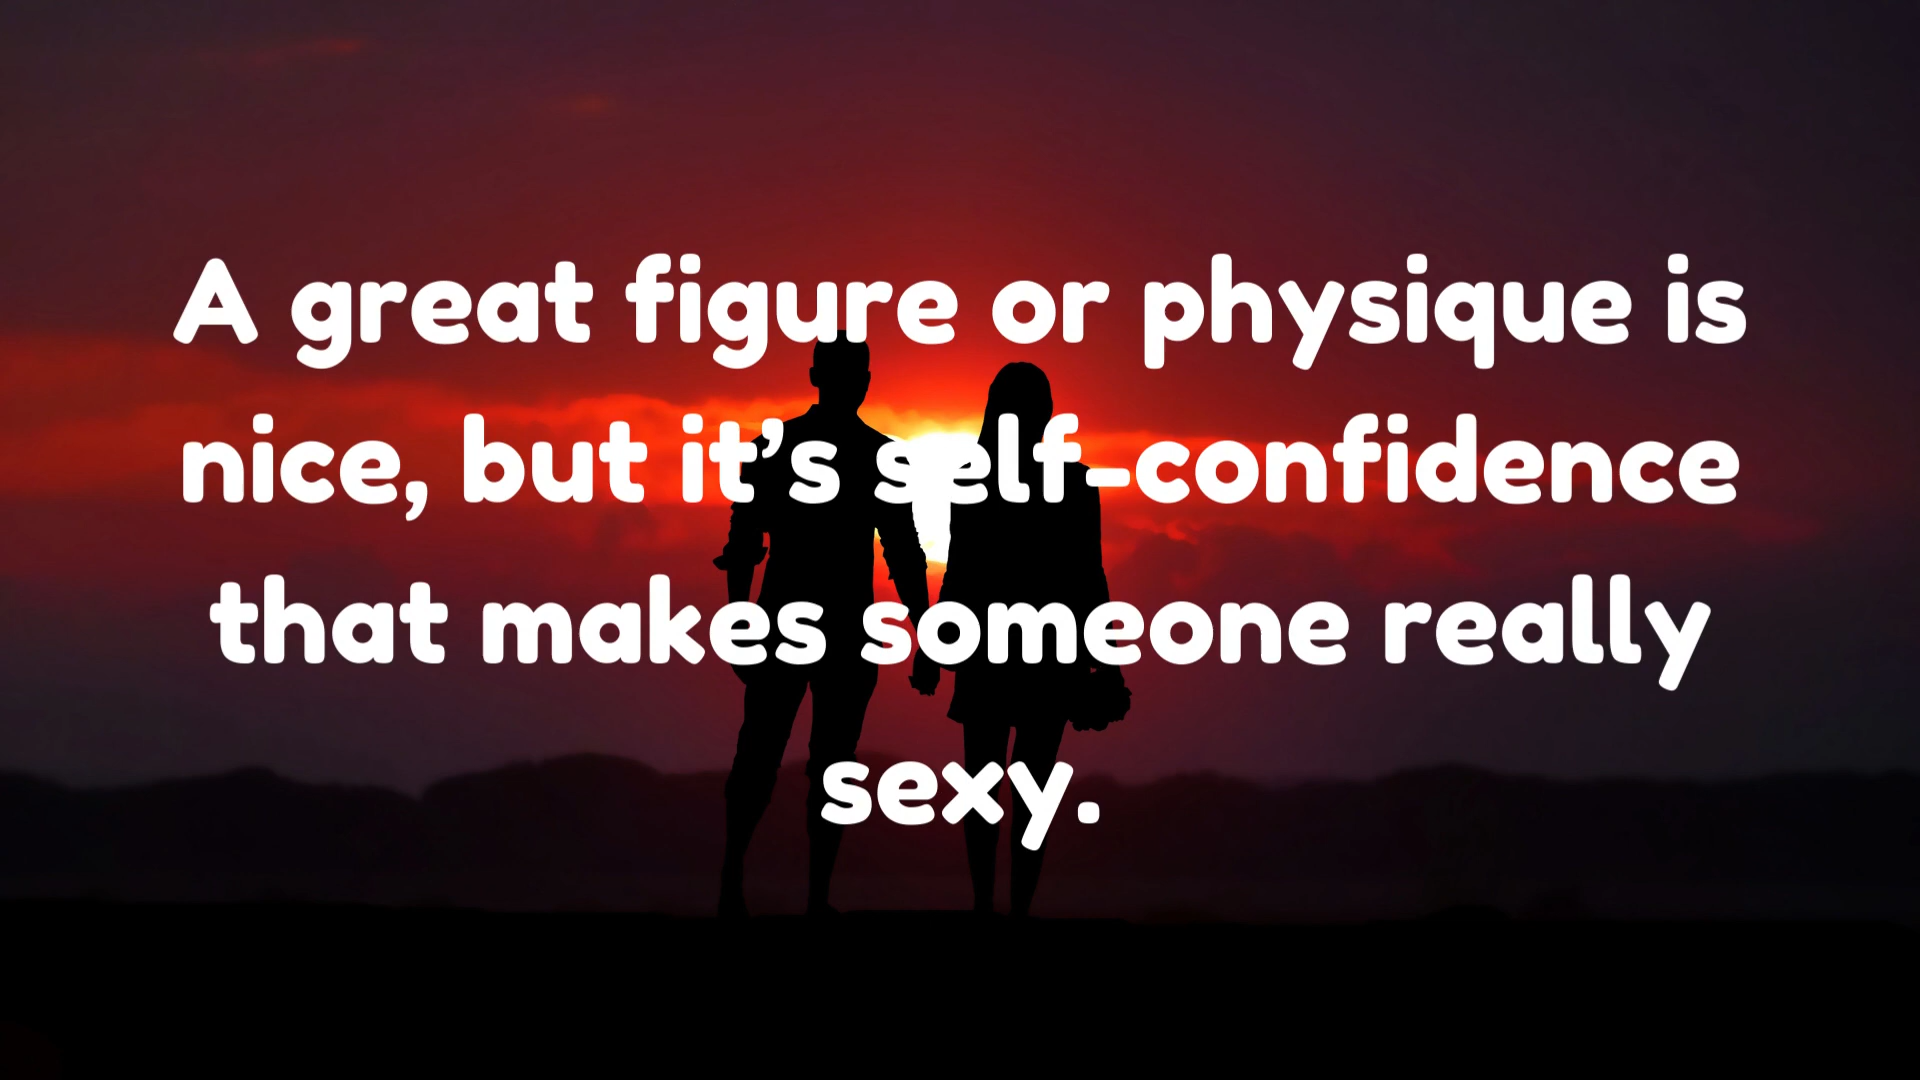 A great figure or physique is
nice, but it’s self-confidence
that makes someone really
sexy.